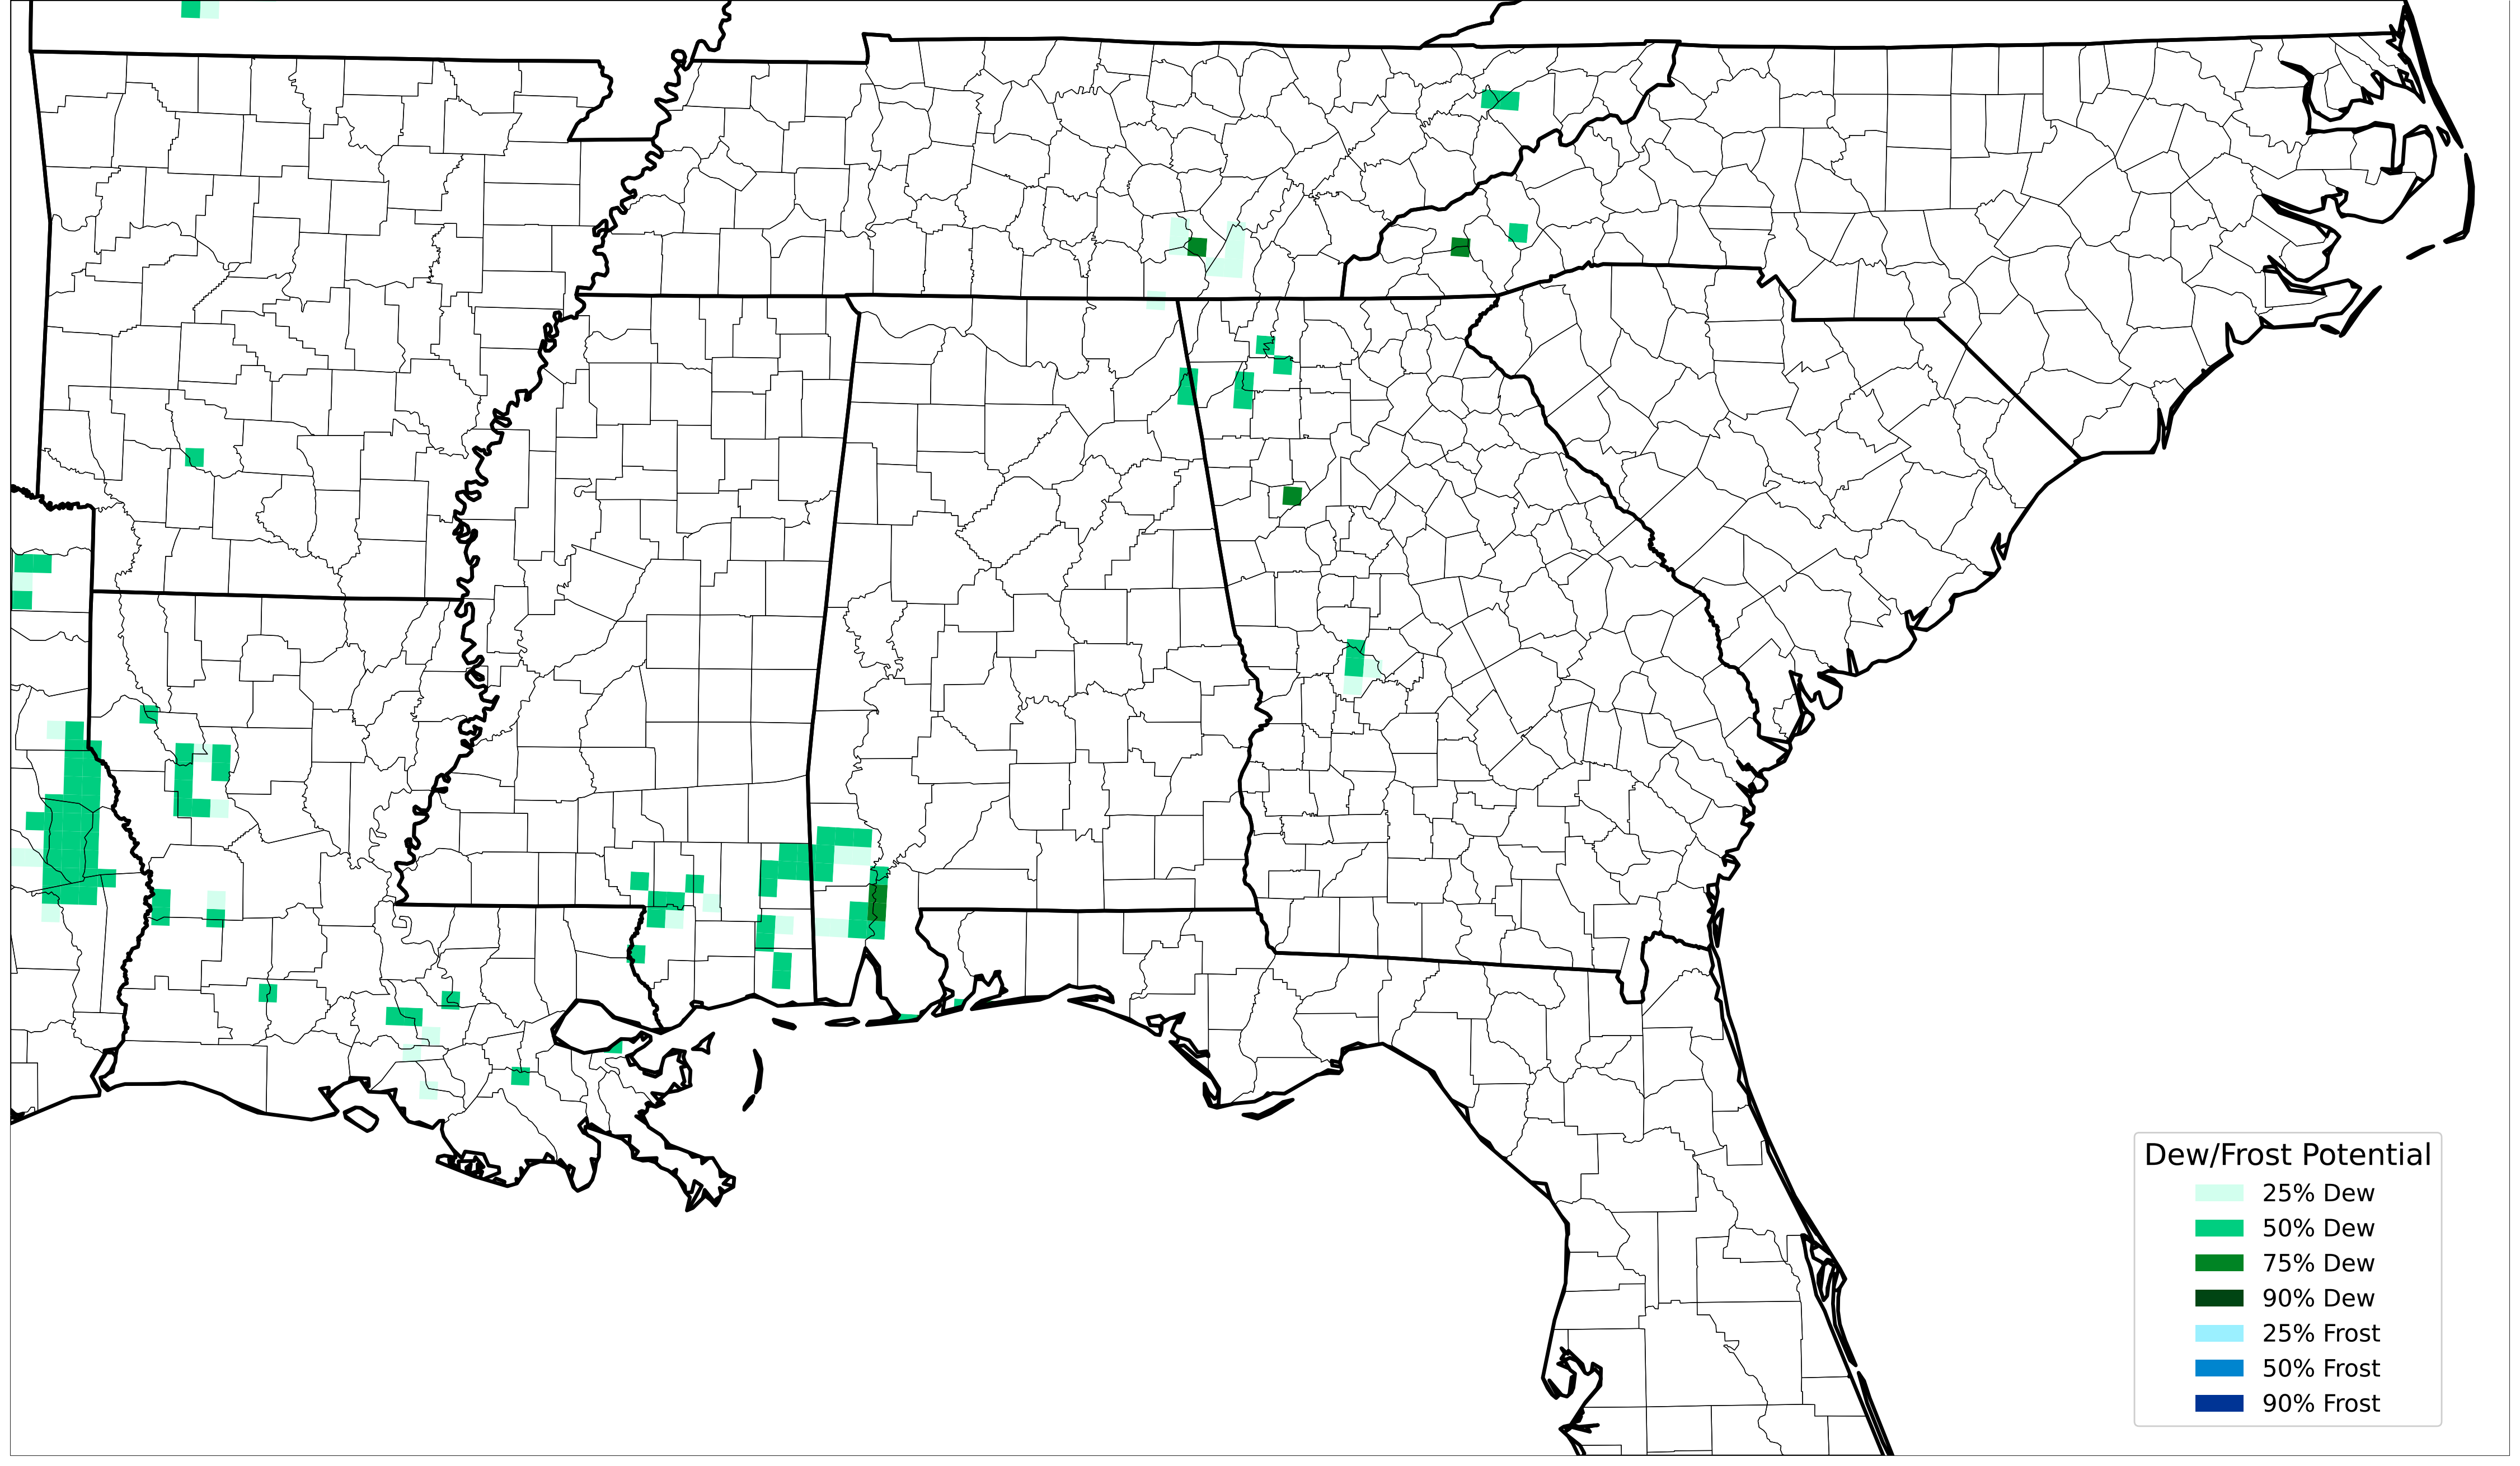 Dew/Frost Potential
25% Dew
50% Dew
75% Dew
90% Dew
25% Frost
50% Frost
90% Frost